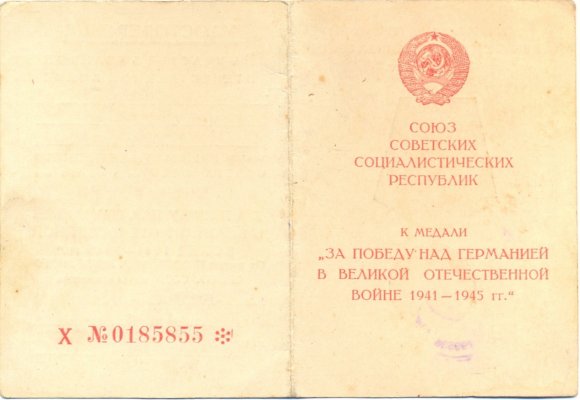 СОЮЗ
СОВЕТСКИХ
СОЦИАЛИСТИЧЕСКИХ
РЕСПУБЛИК
К МЕДАЛИ
„ЗА ПОБЕДУ НАД ГЕРМАНИЕЙ
В ВЕЛИКОЙ ОТЕЧЕСТВЕННОЙ
ВОЙНЕ 1941—1945 гг.“
Х №0185855